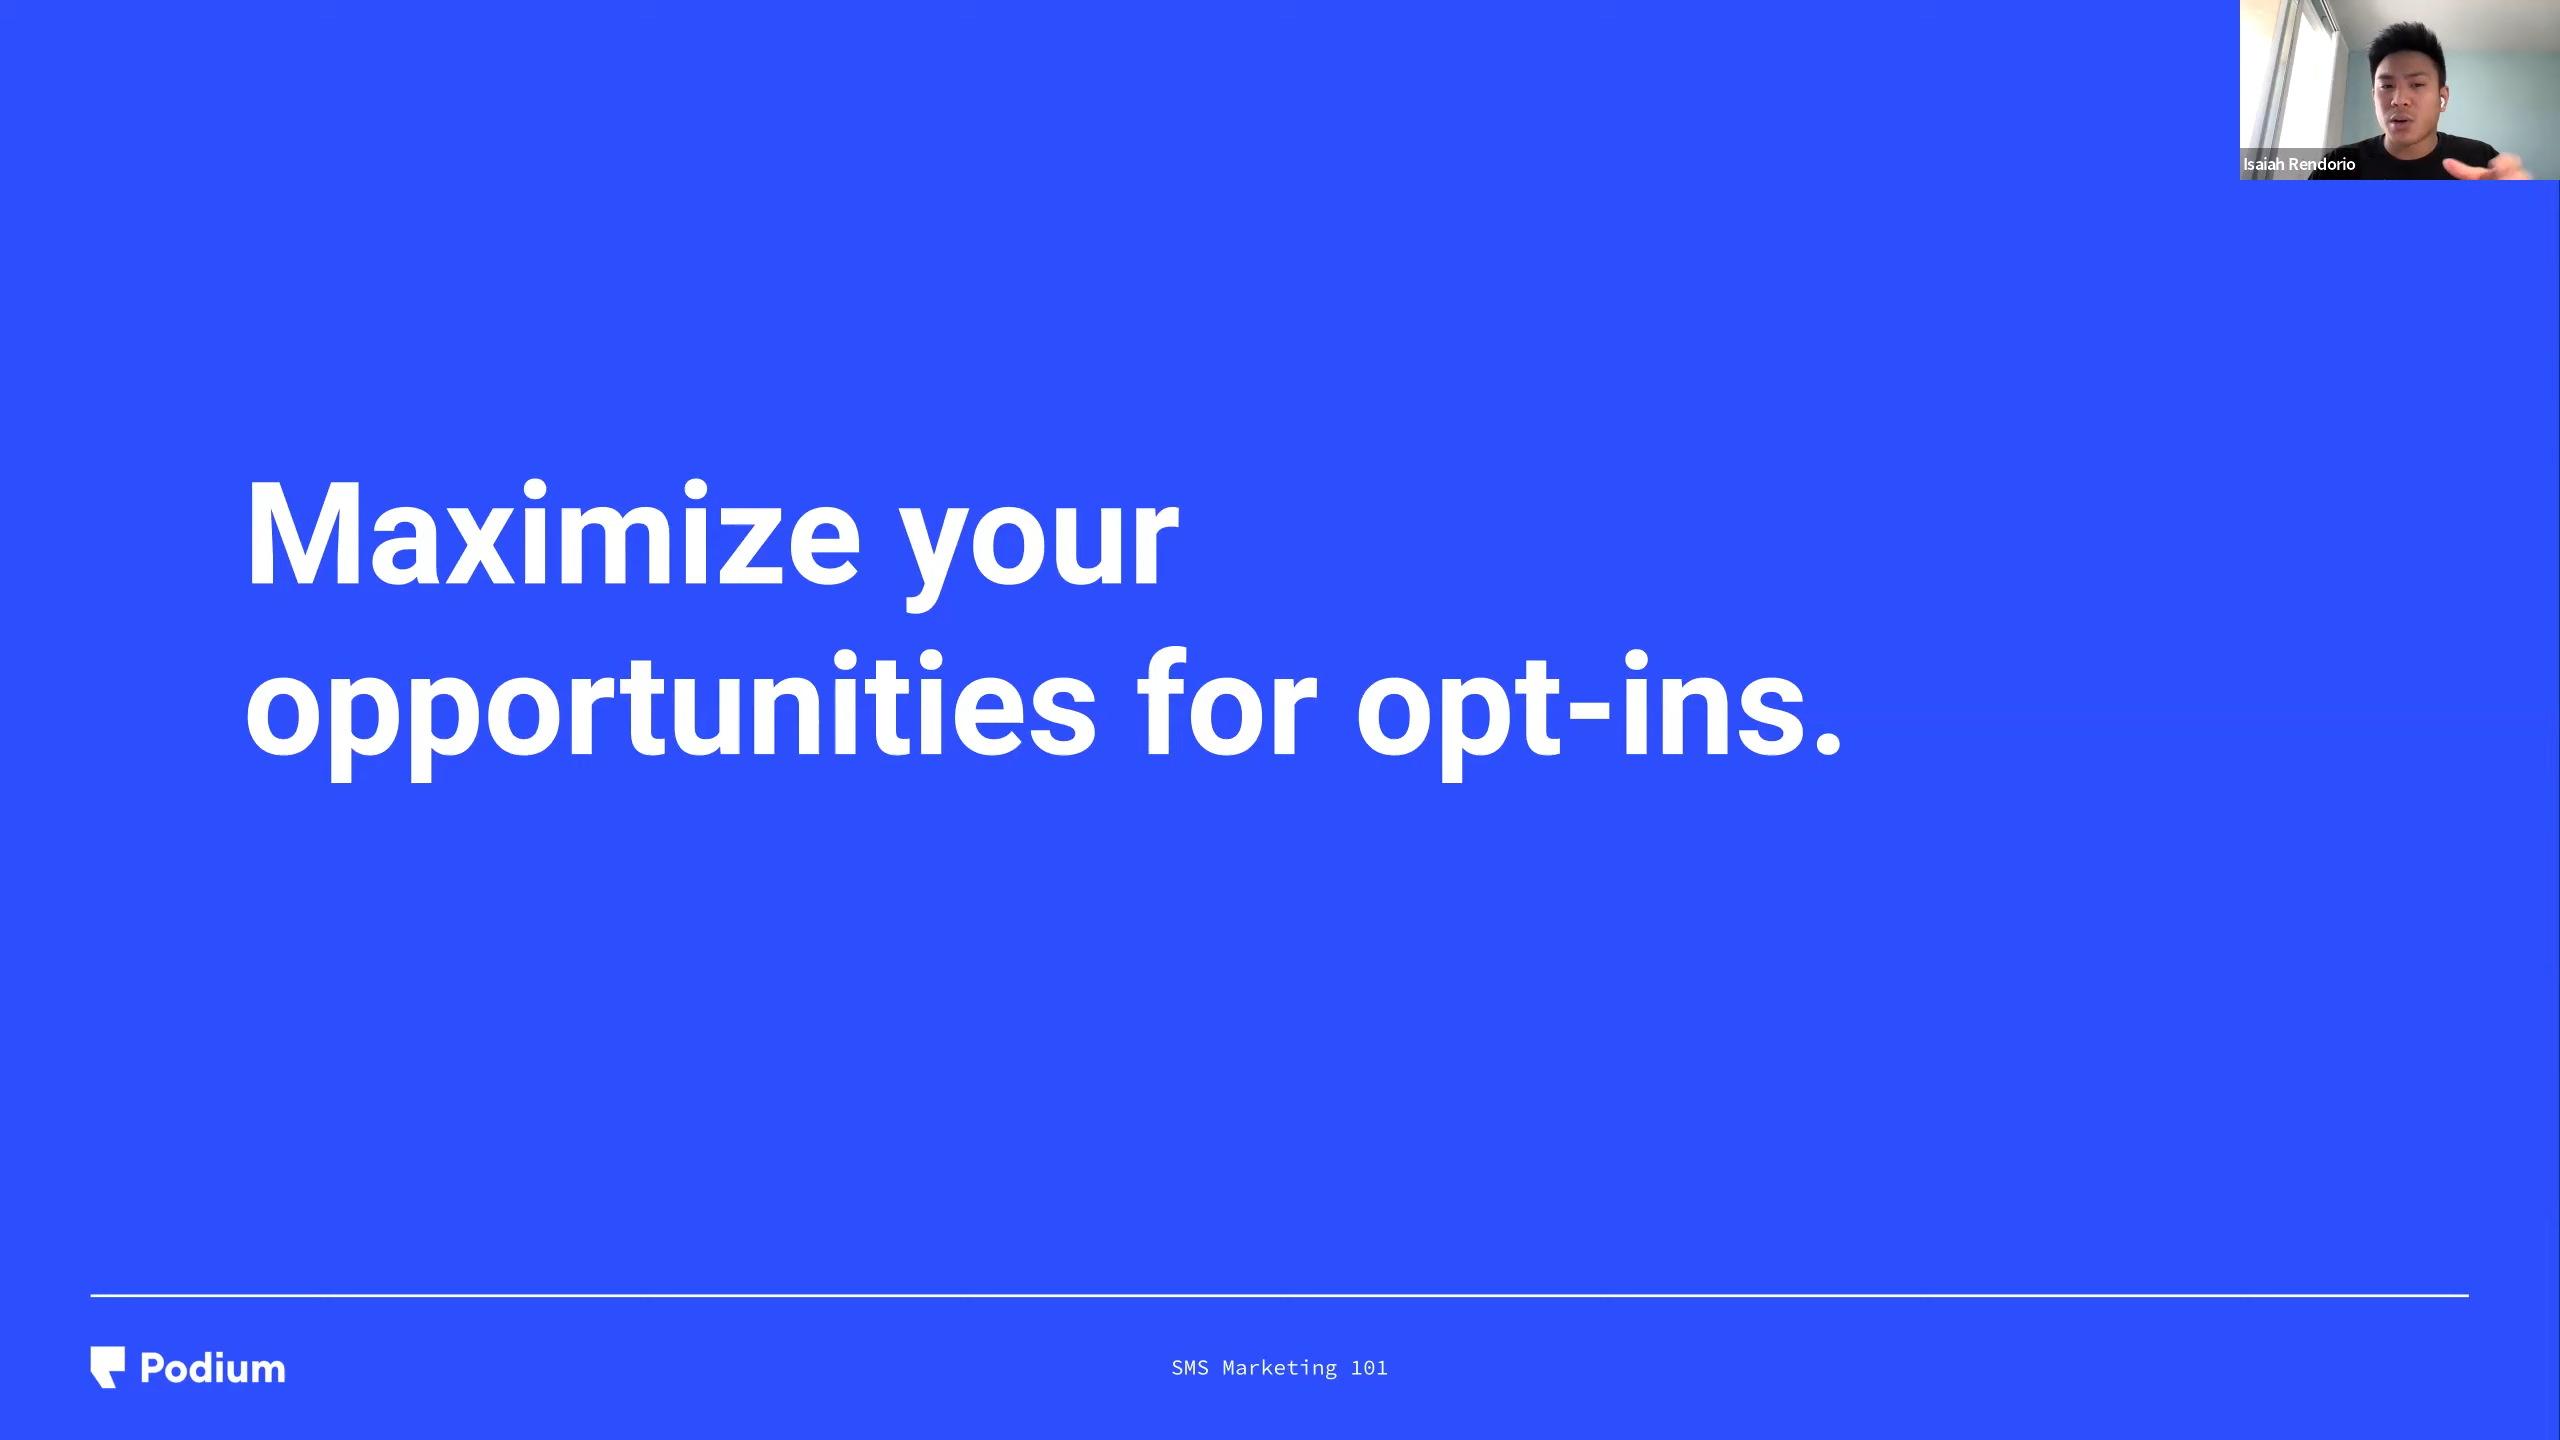 Isaiah Rendorio
Maximize your
opportunities for opt-ins.
Podium
SMS Marketing 101